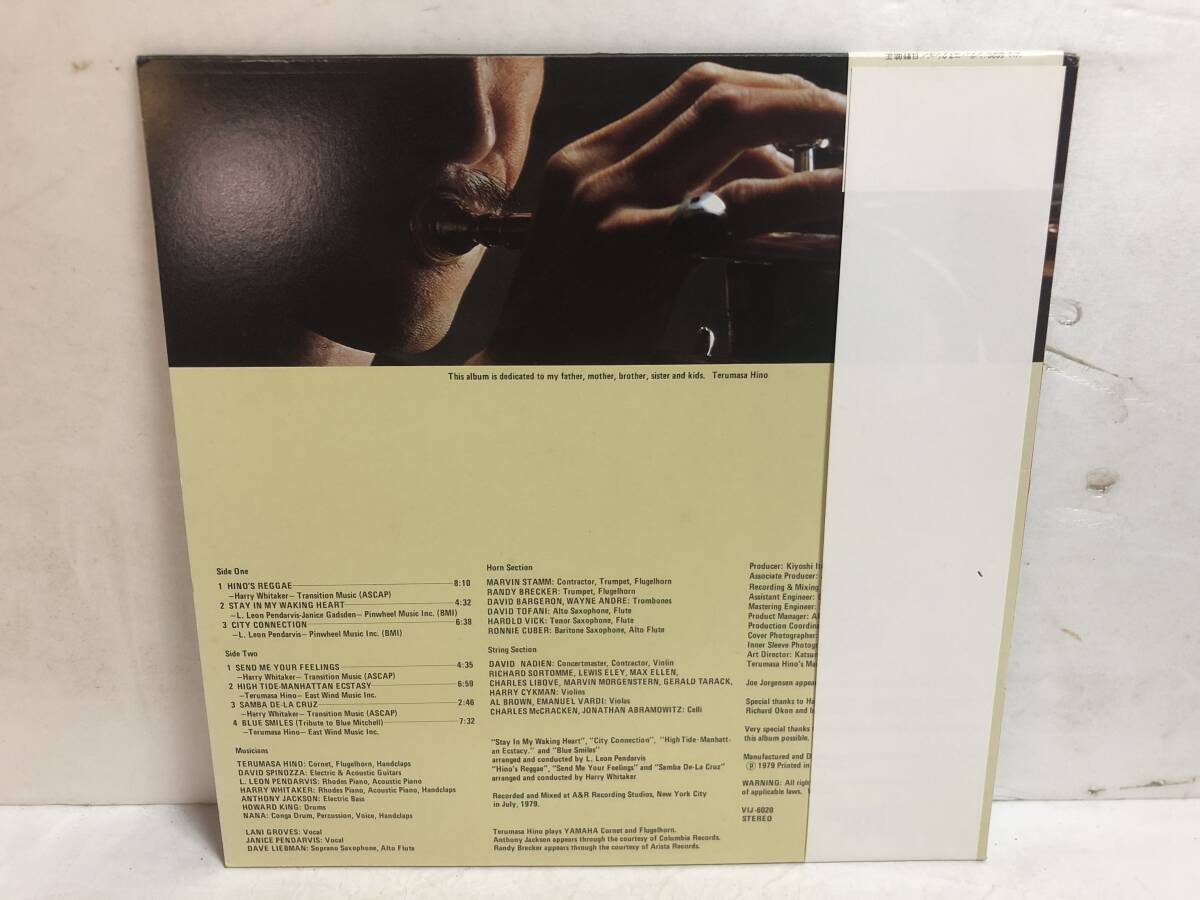 This album is dedicated to my father, mother, brother, sister and kids. Terumasa Hino
Side One
1 HINO'S REGGAE 8:10
—Harry Whitaker— Transition Music (ASCAP)
2 STAY IN MY WAKING HEART 4:32
—L. Leon Pendarvis-Janice Gadsden— Pinwheel Music Inc. (BMI)
3 CITY CONNECTION 6:38
—L. Leon Pendarvis— Pinwheel Music Inc. (BMI)
Side Two
1 SEND ME YOUR FEELINGS 4:35
—Harry Whitaker— Transition Music (ASCAP)
2 HIGH TIDE-MANHATTAN ECSTASY 6:59
—Terumasa Hino— East Wind Music Inc.
3 SAMBA DE-LA CRUZ 2:46
—Harry Whitaker— Transition Music (ASCAP)
4 BLUE SMILES (Tribute to Blue Mitchell) 7:32
—Terumasa Hino— East Wind Music Inc.
Musicians
TERUMASA HINO: Cornet, Flugelhorn, Handclaps
DAVID SPINOZZA: Electric & Acoustic Guitars
L. LEON PENDARVIS: Rhodes Piano, Acoustic Piano
HARRY WHITAKER: Rhodes Piano, Acoustic Piano, Handclaps
ANTHONY JACKSON: Electric Bass
HOWARD KING: Drums
NANA: Conga Drum, Percussion, Voice, Handclaps
LANI GROVES: Vocal
JANICE PENDARVIS: Vocal
DAVE LIEBMAN: Soprano Saxophone, Alto Flute
Horn Section
MARVIN STAMM: Contractor, Trumpet, Flugelhorn
RANDY BRECKER: Trumpet, Flugelhorn
DAVID BARGERON, WAYNE ANDRE: Trombones
DAVID TOFANI: Alto Saxophone, Flute
HAROLD VICK: Tenor Saxophone, Flute
RONNIE CUBER: Baritone Saxophone, Alto Flute
String Section
DAVID NADIEN: Concertmaster, Contractor, Violin
RICHARD SORTOMME, LEWIS ELEY, MAX ELLEN,
CHARLES LIBOVE, MARVIN MORGENSTERN, GERALD TARACK,
HARRY CYKMAN: Violins
AL BROWN, EMANUEL VARDI: Violas
CHARLES McCRACKEN, JONATHAN ABRAMOWITZ: Celli
"Stay In My Waking Heart", "City Connection", "High Tide-Manhatt-
an Ecstacy." and "Blue Smiles"
arranged and conducted by L. Leon Pendarvis
"Hino's Reggae", "Send Me Your Feelings" and "Samba De-La Cruz"
arranged and conducted by Harry Whitaker
Recorded and Mixed at A&R Recording Studios, New York City
in July, 1979.
Terumasa Hino plays YAMAHA Cornet and Flugelhorn.
Anthony Jackson appears through the courtesy of Columbia Records.
Randy Brecker appears through the courtesy of Arista Records.
Producer: Kiyoshi It
Associate Producer:
Recording & Mixing
Assistant Engineer:
Mastering Engineer:
Product Manager:
Production Coordin
Cover Photographer:
Inner Sleeve Photog
Art Director: Katsu
Terumasa Hino's Ma
Joe Jorgensen appea
Special thanks to Ha
Richard Okon and
Very special thanks
this album possible.
Manufactured and D
℗ 1979 Printed in
WARNING: All righ
of applicable laws.
VIJ-6020
STEREO